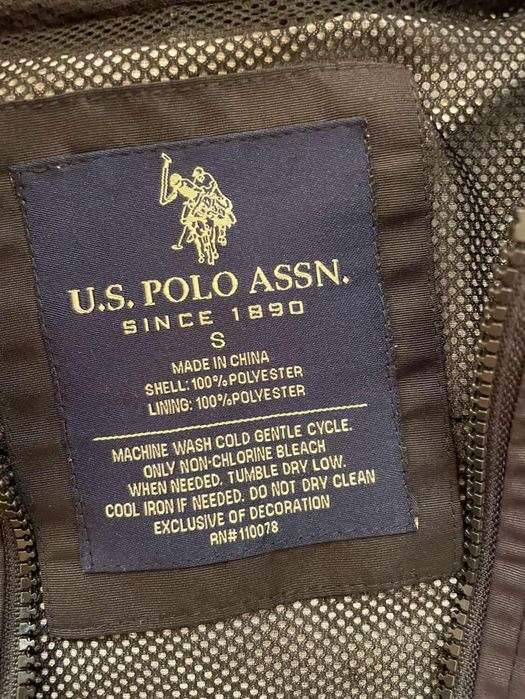 U.S. POLO ASSN.
SINCE 1890
S
MADE IN CHINA
SHELL: 100% POLYESTER
LINING: 100% POLYESTER
MACHINE WASH COLD GENTLE CYCLE.
ONLY NON-CHLORINE BLEACH
WHEN NEEDED. TUMBLE DRY LOW.
COOL IRON IF NEEDED. DO NOT DRY CLEAN
EXCLUSIVE OF DECORATION
RN# 110078